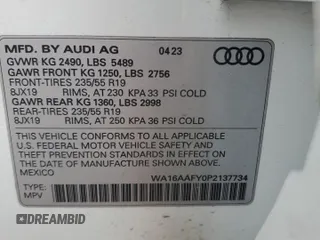 MFD. BY AUDI AG 04/23
GVWR KG 2490, LBS 5489
GAWR FRONT KG 1250, LBS 2756
FRONT-TIRES 235/55 R19
8JX19 RIMS, AT 230 KPA 33 PSI COLD
GAWR REAR KG 1360, LBS 2998
REAR-TIRES 235/55 R19
8JX19 RIMS, AT 250 KPA 36 PSI COLD
THIS VEHICLE CONFORMS TO ALL APPLICABLE
U.S. FEDERAL MOTOR VEHICLE SAFETY AND
THEFT PREVENTION STANDARDS IN EFFECT ON
THE DATE OF MANUFACTURE SHOWN ABOVE.
MEXICO
WA16AAFY0P2137734
TYPE:
MPV
©DREAMBID